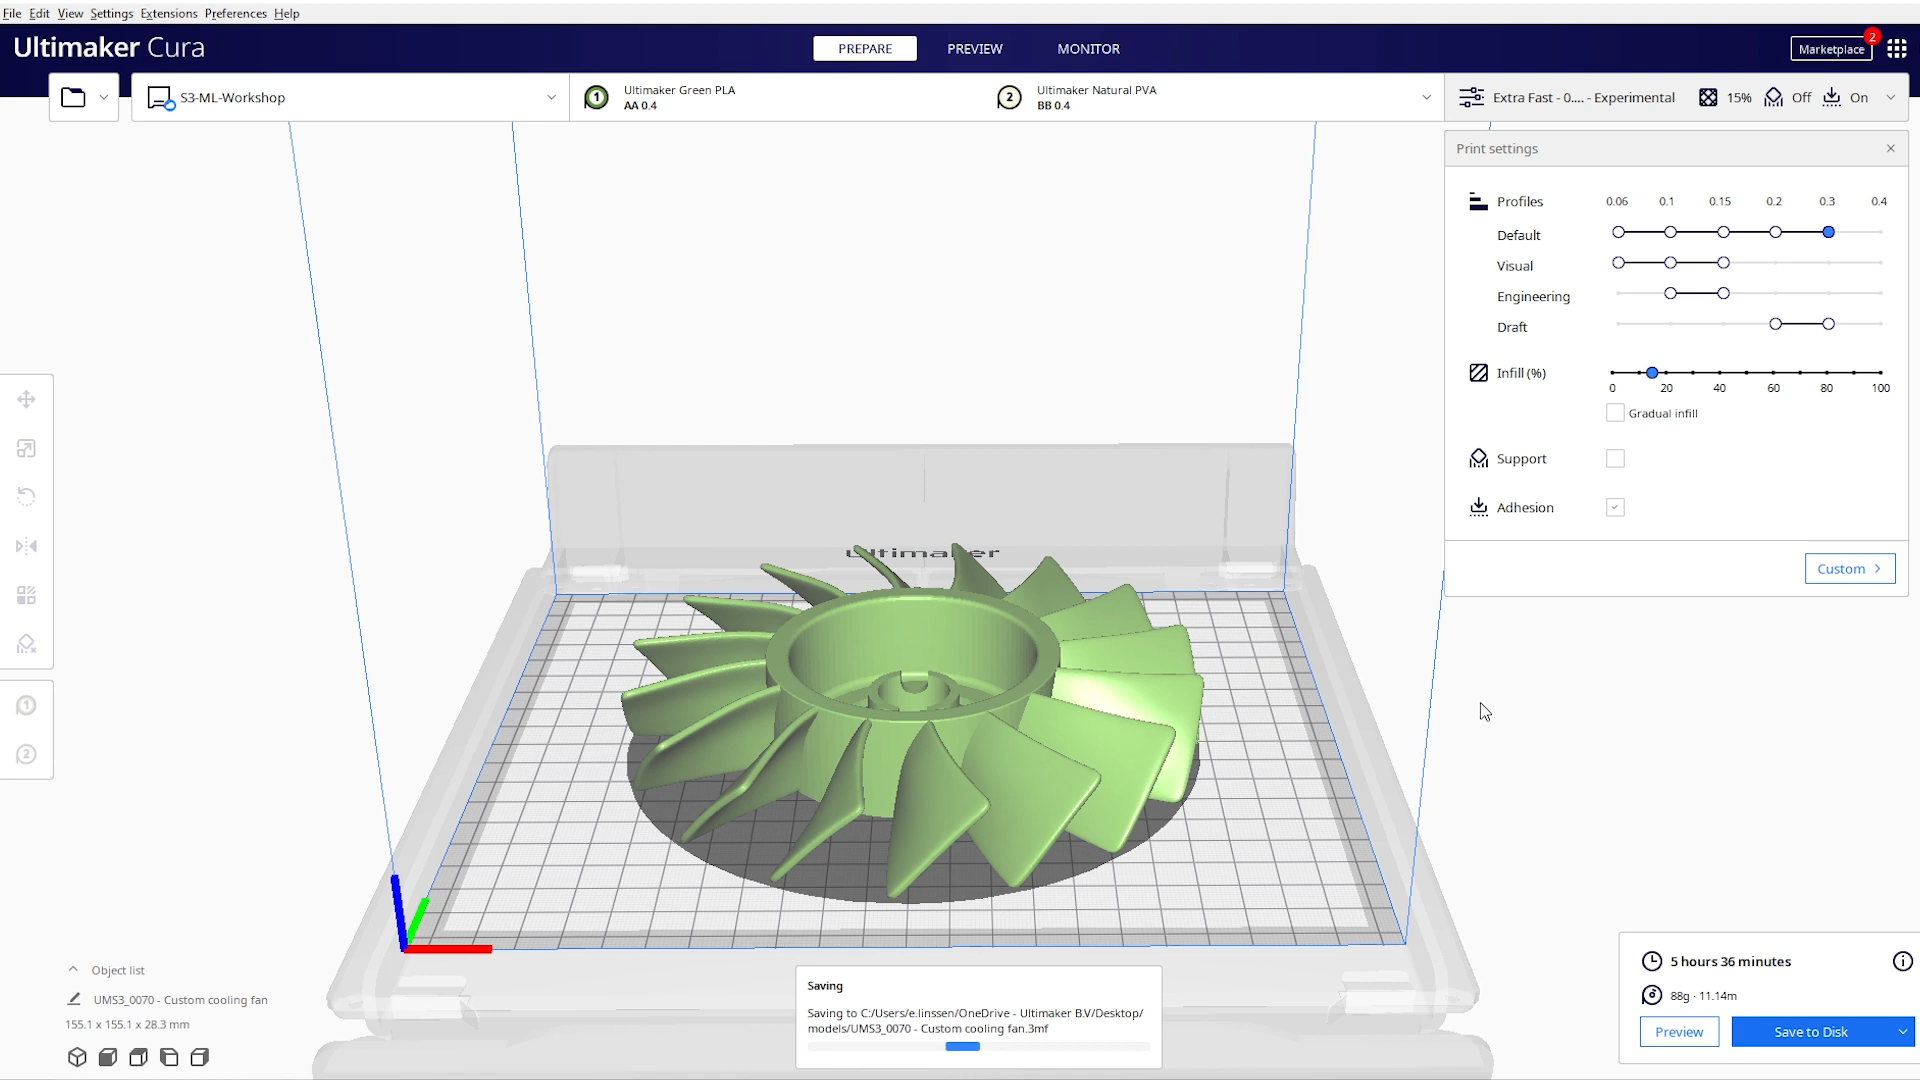 File Edit View Settings Extensions Preferences Help
Ultimaker Cura
PREPARE PREVIEW MONITOR
Marketplace 2
S3-ML-Workshop
1 Ultimaker Green PLA
AA 0.4
2 Ultimaker Natural PVA
BB 0.4
Extra Fast - 0.... - Experimental 15% Off On
Print settings
Profiles 0.06 0.1 0.15 0.2 0.3 0.4
Default
Visual
Engineering
Draft
Infill (%)
0 20 40 60 80 100
Gradual infill
Support
Adhesion
Custom
Ultimaker
1
2
Object list
UMS3_0070 - Custom cooling fan
155.1 x 155.1 x 28.3 mm
Saving
Saving to C:/Users/e.linssen/OneDrive - Ultimaker B.V/Desktop/
models/UMS3_0070 - Custom cooling fan.3mf
5 hours 36 minutes
88g · 11.14m
Preview Save to Disk